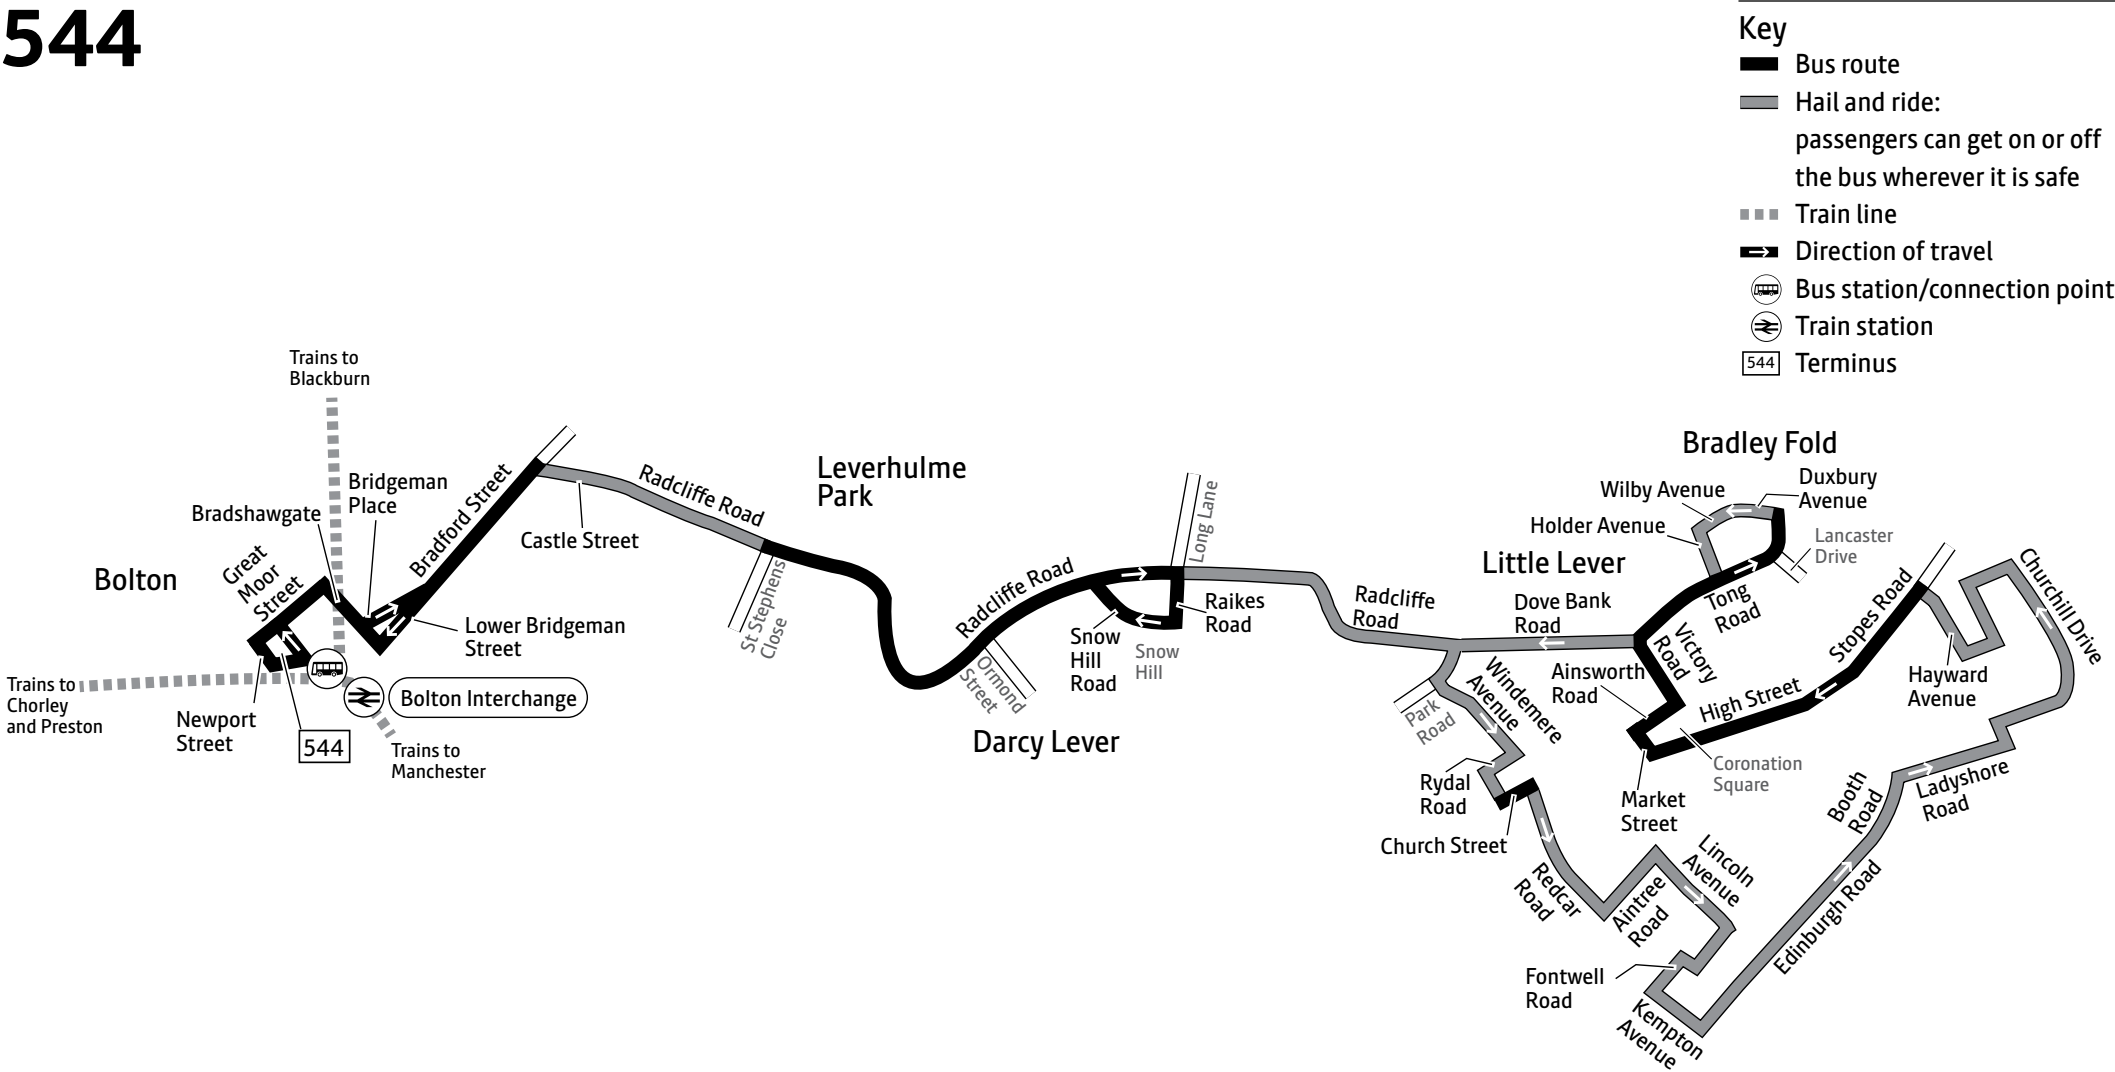 544
Key
Bus route
Hail and ride:
passengers can get on or off
the bus wherever it is safe
Train line
Direction of travel
Bus station/connection point
Train station
544
Terminus
Trains to
Blackburn
Bridgeman
Place
Bradshawgate
Bradford Street
Great
Moor
Street
Bolton
Castle Street
Lower Bridgeman
Street
Bolton Interchange
Trains to
Chorley
and Preston
Newport
Street
544
Trains to
Manchester
Radcliffe Road
Leverhulme
Park
St Stephens
Close
Radcliffe Road
Ormond
Street
Darcy Lever
Snow
Hill
Road
Snow
Hill
Raikes
Road
Long Lane
Radcliffe
Road
Bradley Fold
Duxbury
Avenue
Wilby Avenue
Holder Avenue
Lancaster
Drive
Little Lever
Dove Bank
Road
Tong
Road
Victory
Road
Ainsworth
Road
Windemere
Avenue
Park
Road
Rydal
Road
Church Street
Market
Street
High Street
Coronation
Square
Stopes Road
Hayward
Avenue
Churchill Drive
Ladyshore
Road
Booth
Road
Edinburgh Road
Redcar
Road
Aintree
Road
Lincoln
Avenue
Fontwell
Road
Kempton
Avenue